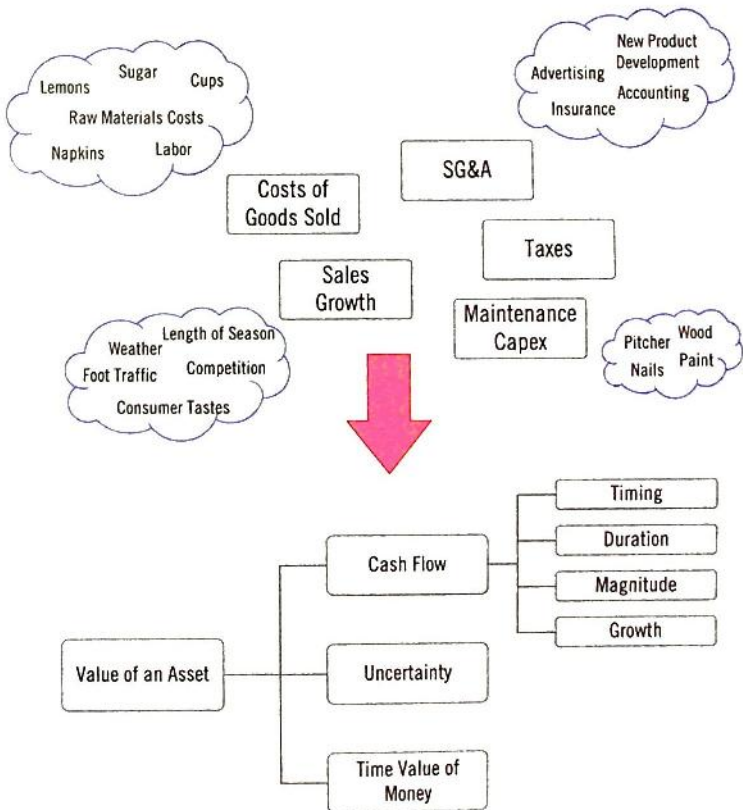 Lemons
Sugar
Cups
Raw Materials Costs
Napkins
Labor
New Product
Development
Advertising
Accounting
Insurance
SG&A
Costs of
Goods Sold
Taxes
Sales
Growth
Maintenance
Capex
Length of Season
Weather
Foot Traffic
Competition
Consumer Tastes
Pitcher
Wood
Nails
Paint
Timing
Cash Flow
Duration
Magnitude
Growth
Value of an Asset
Uncertainty
Time Value of
Money